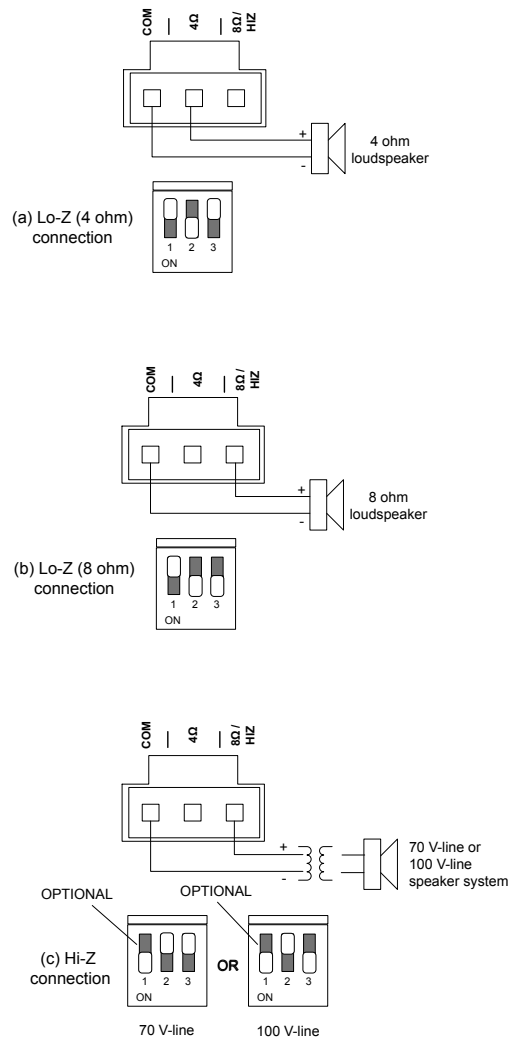 COM | 4Ω | 8Ω / HIZ
+
-
4 ohm
loudspeaker
(a) Lo-Z (4 ohm)
connection
1 2 3
ON
COM | 4Ω | 8Ω / HIZ
+
-
8 ohm
loudspeaker
(b) Lo-Z (8 ohm)
connection
1 2 3
ON
COM | 4Ω | 8Ω / HIZ
+
-
70 V-line or
100 V-line
speaker system
OPTIONAL OPTIONAL
(c) Hi-Z
connection
OR
1 2 3 1 2 3
ON ON
70 V-line 100 V-line